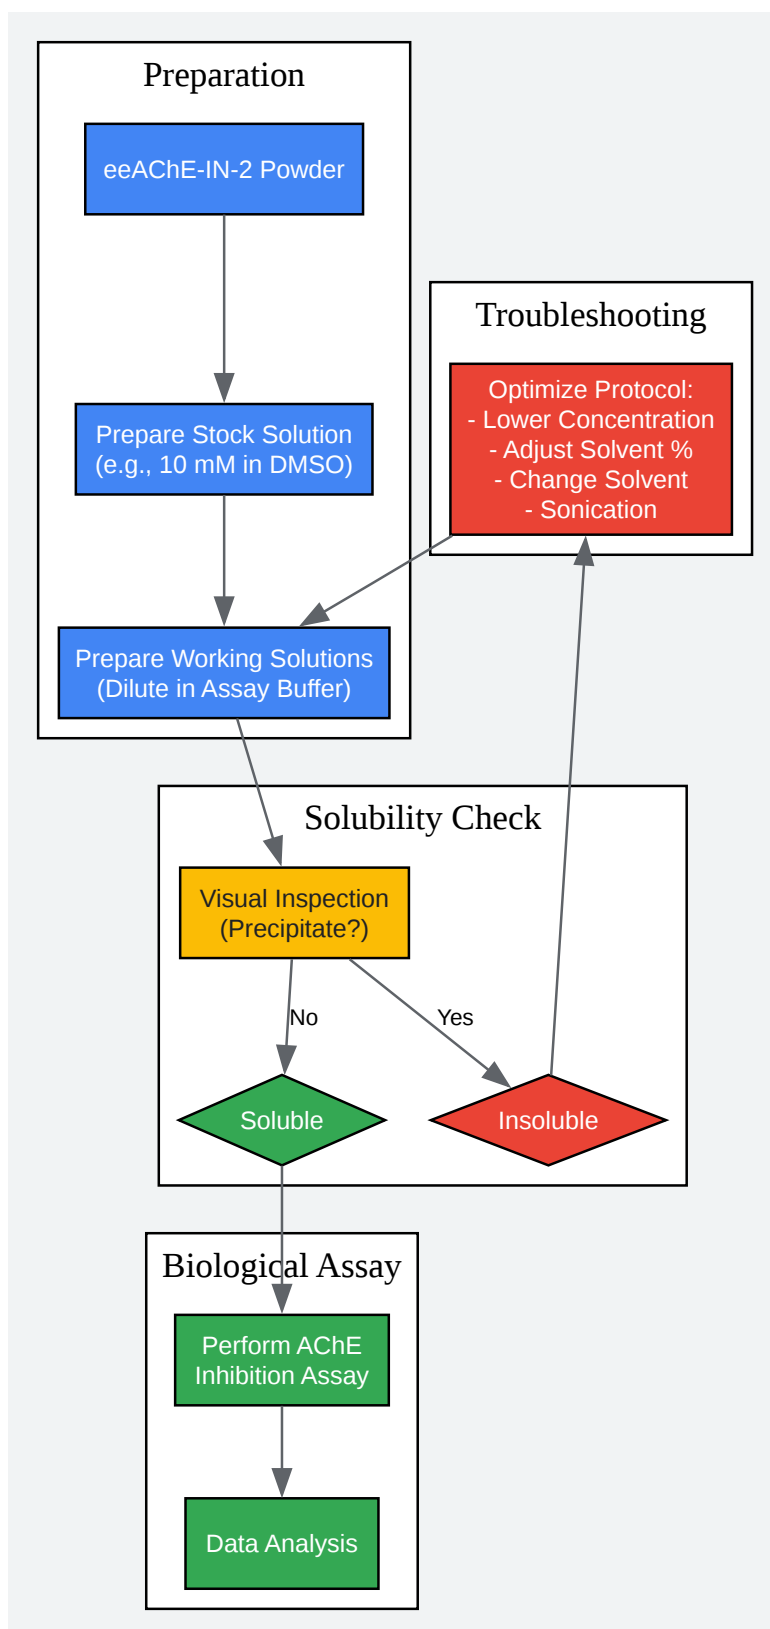 Preparation
eeAChE-IN-2 Powder
Prepare Stock Solution
(e.g., 10 mM in DMSO)
Prepare Working Solutions
(Dilute in Assay Buffer)
Troubleshooting
Optimize Protocol:
- Lower Concentration
- Adjust Solvent %
- Change Solvent
- Sonication
Solubility Check
Visual Inspection
(Precipitate?)
No
Yes
Soluble
Insoluble
Biological Assay
Perform AChE
Inhibition Assay
Data Analysis